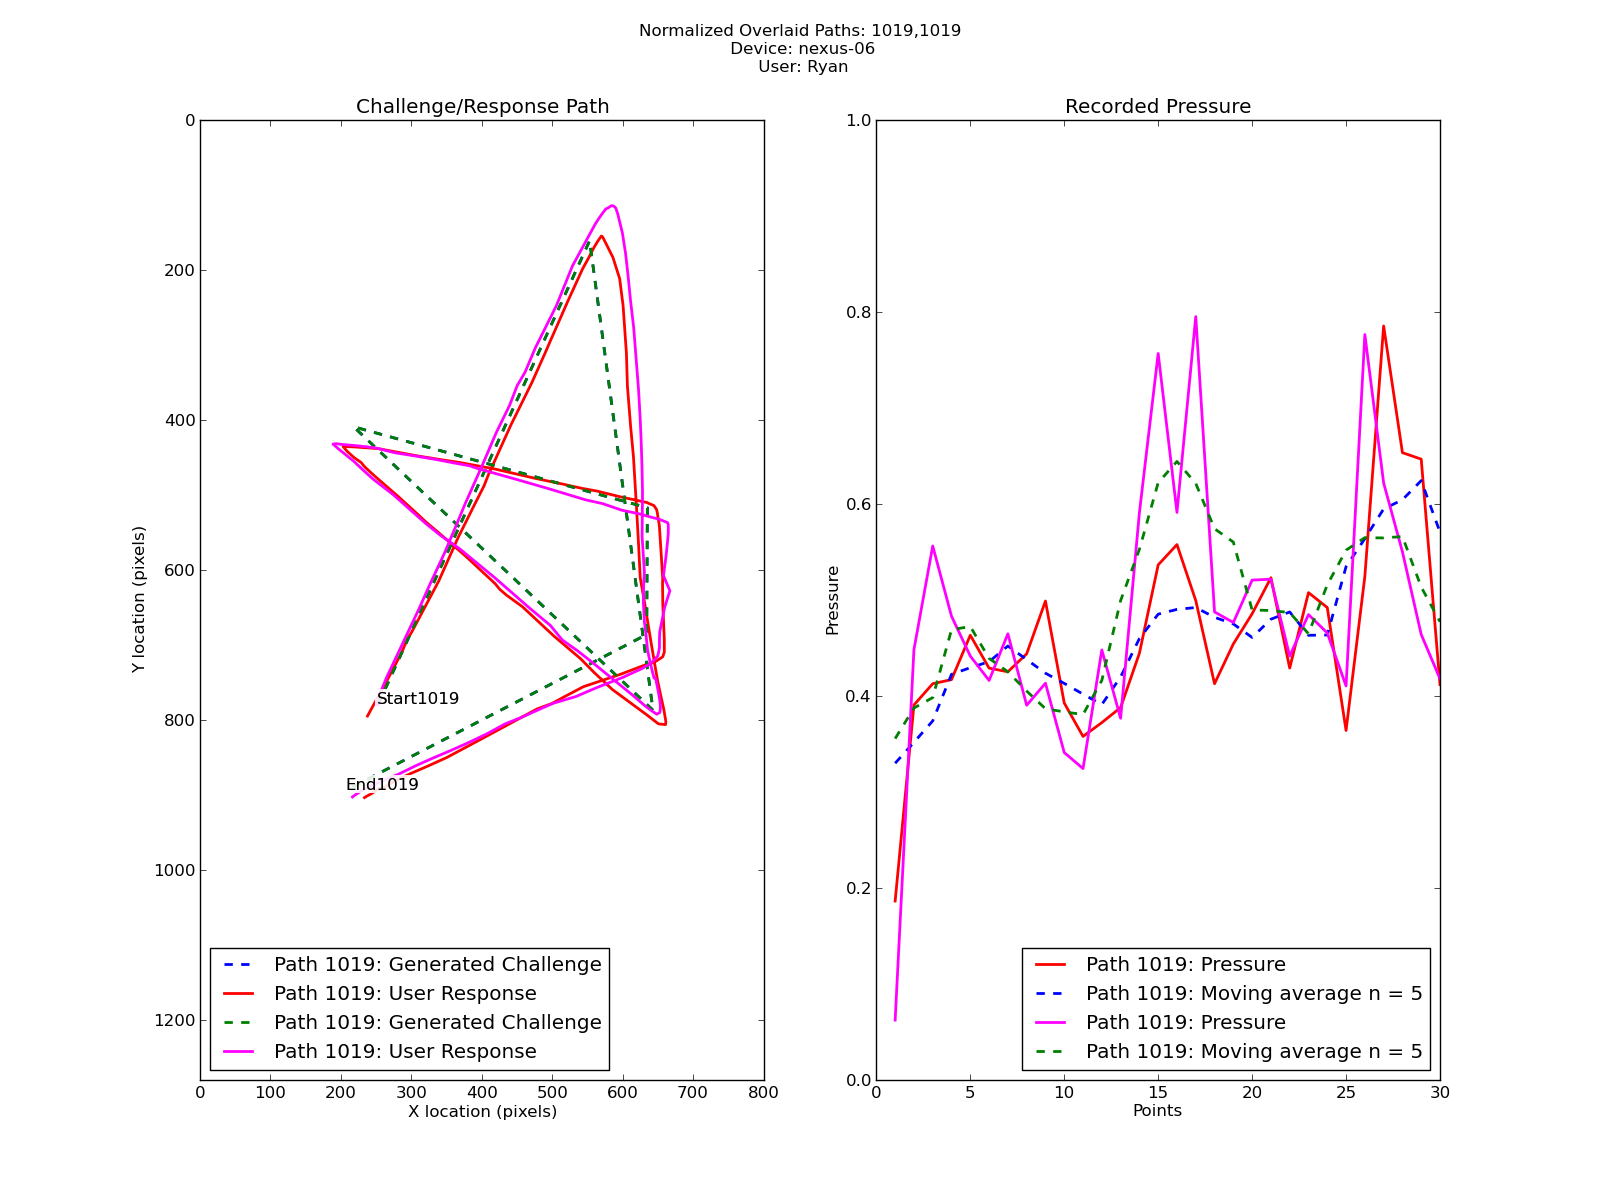 Normalized Overlaid Paths: 1019,1019
Device: nexus-06
User: Ryan
Challenge/Response Path
0
200
400
600
800
1000
1200
Y location (pixels)
Start1019
End1019
Path 1019: Generated Challenge
Path 1019: User Response
Path 1019: Generated Challenge
Path 1019: User Response
0 100 200 300 400 500 600 700 800
X location (pixels)
Recorded Pressure
1.0
0.8
0.6
0.4
0.2
0.0
Pressure
Path 1019: Pressure
Path 1019: Moving average n = 5
Path 1019: Pressure
Path 1019: Moving average n = 5
0 5 10 15 20 25 30
Points